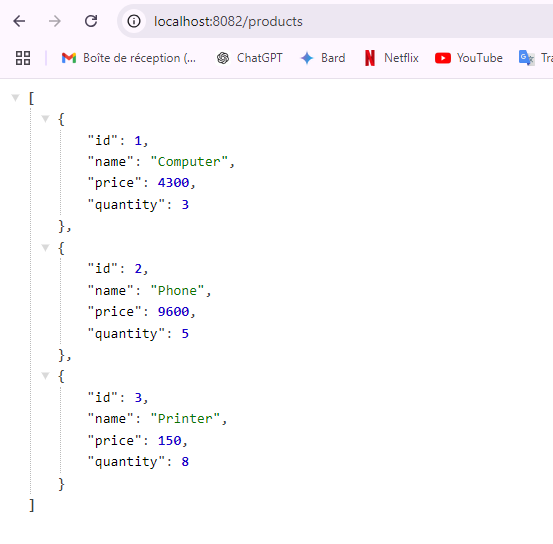 localhost:8082/products
Boîte de réception (... ChatGPT Bard Netflix YouTube
[
{
"id": 1,
"name": "Computer",
"price": 4300,
"quantity": 3
},
{
"id": 2,
"name": "Phone",
"price": 9600,
"quantity": 5
},
{
"id": 3,
"name": "Printer",
"price": 150,
"quantity": 8
}
]